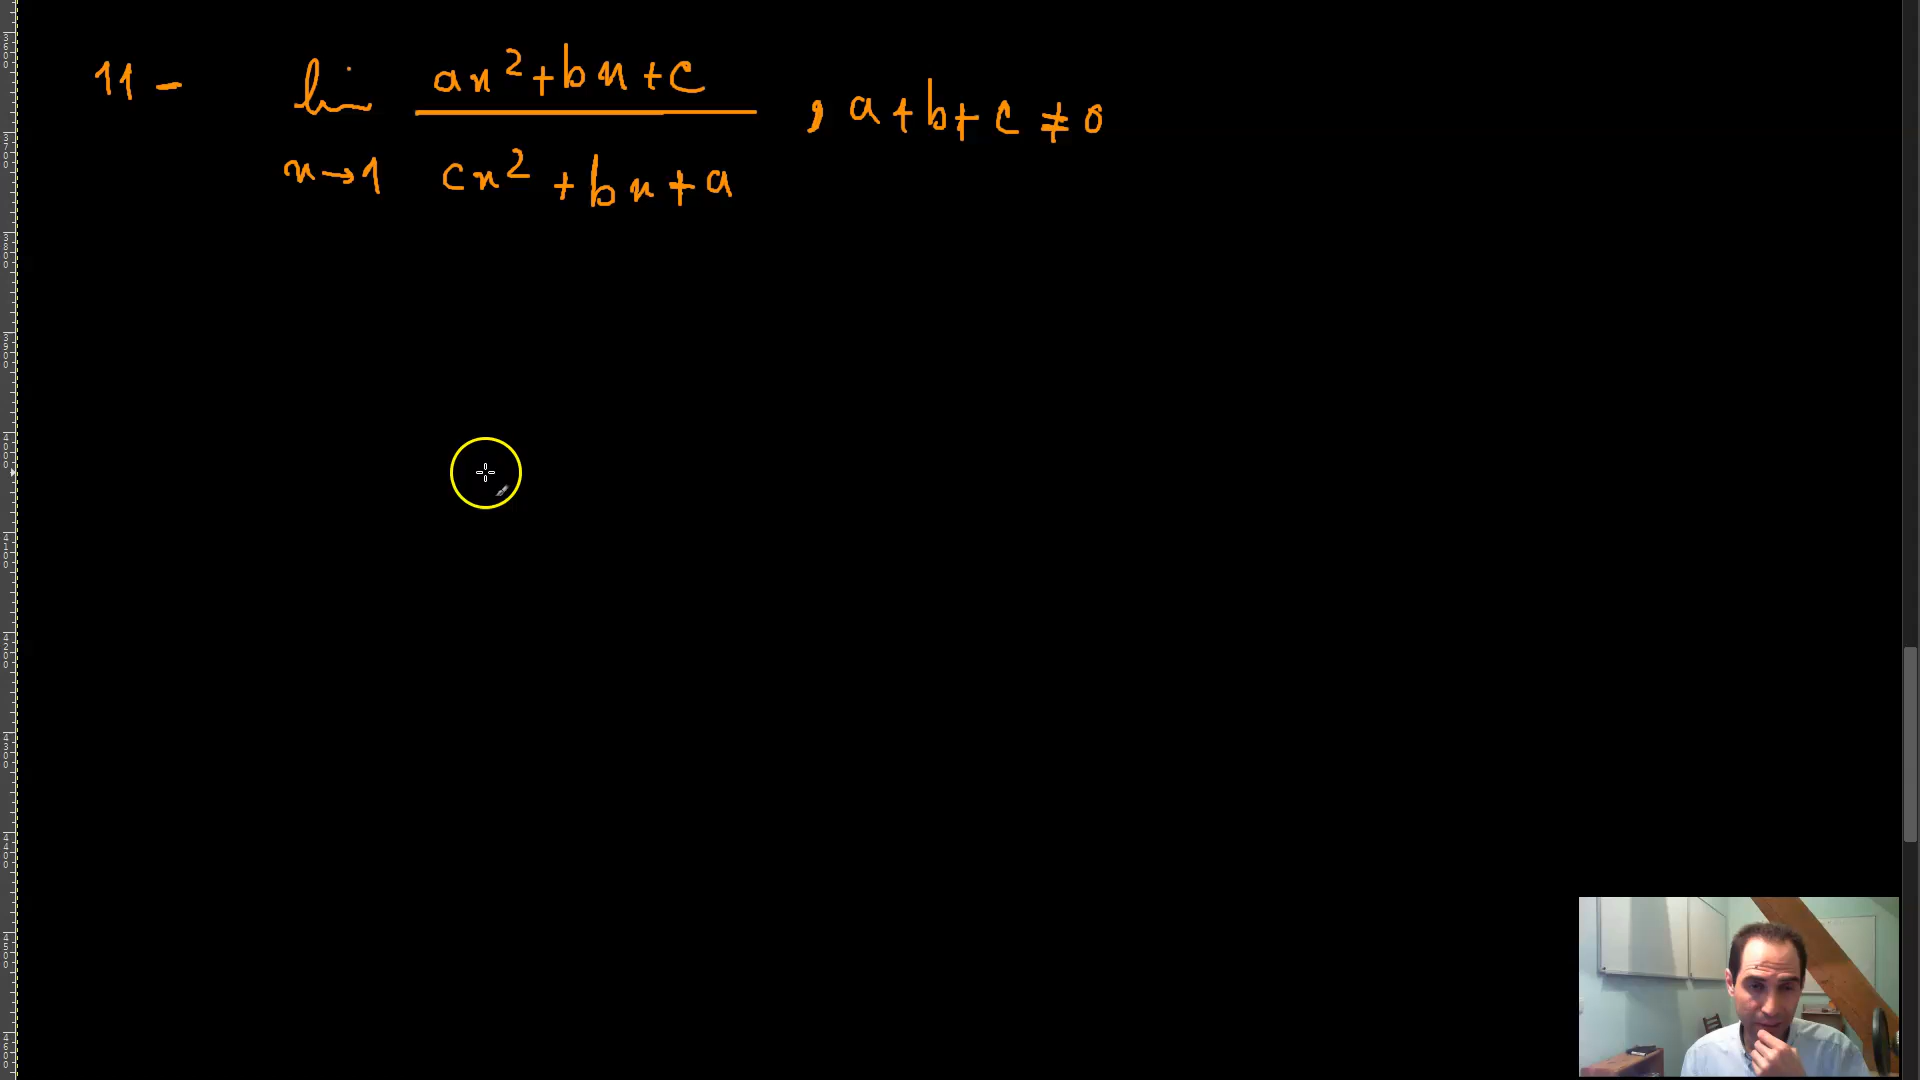 11 - lim x→1 (ax² + bx + c) / (cx² + bx + a) , a + b + c ≠ 0